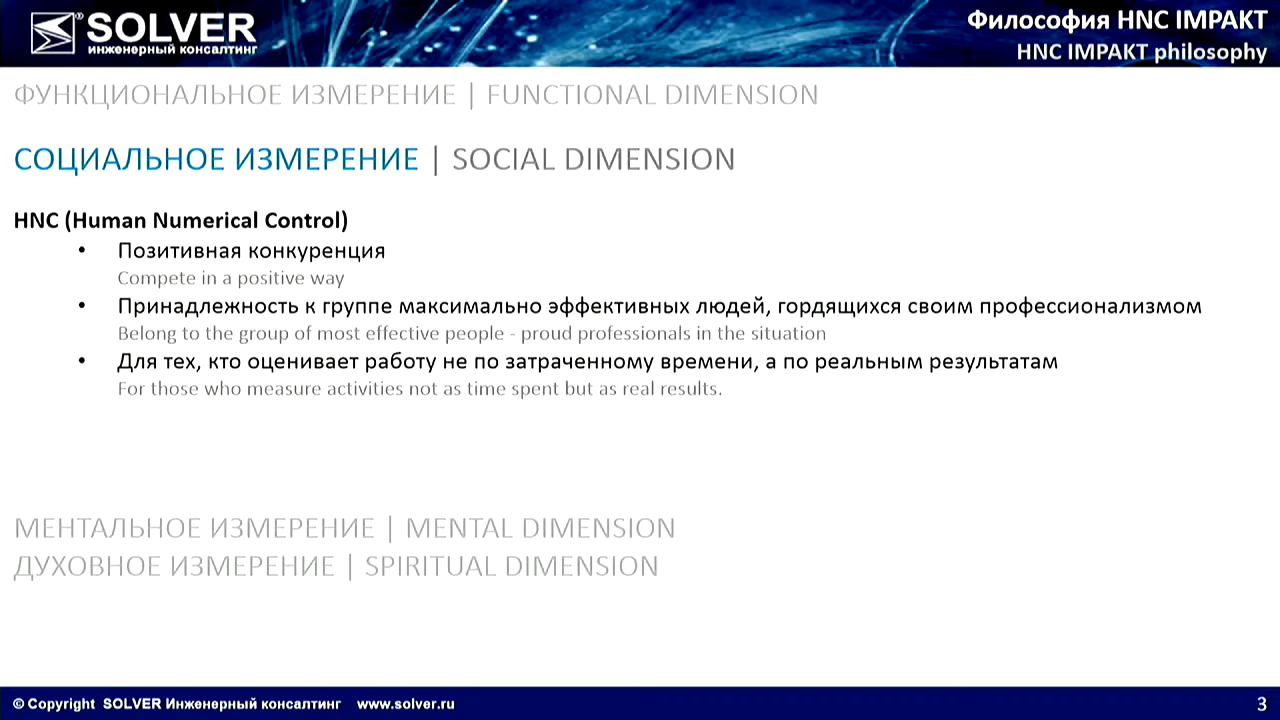 SOLVER
инженерный консалтинг
Философия HNC IMPAKT
HNC IMPAKT philosophy
ФУНКЦИОНАЛЬНОЕ ИЗМЕРЕНИЕ | FUNCTIONAL DIMENSION
СОЦИАЛЬНОЕ ИЗМЕРЕНИЕ | SOCIAL DIMENSION
HNC (Human Numerical Control)
• Позитивная конкуренция
Compete in a positive way
• Принадлежность к группе максимально эффективных людей, гордящихся своим профессионализмом
Belong to the group of most effective people - proud professionals in the situation
• Для тех, кто оценивает работу не по затраченному времени, а по реальным результатам
For those who measure activities not as time spent but as real results.
МЕНТАЛЬНОЕ ИЗМЕРЕНИЕ | MENTAL DIMENSION
ДУХОВНОЕ ИЗМЕРЕНИЕ | SPIRITUAL DIMENSION
© Copyright SOLVER Инженерный консалтинг www.solver.ru
3